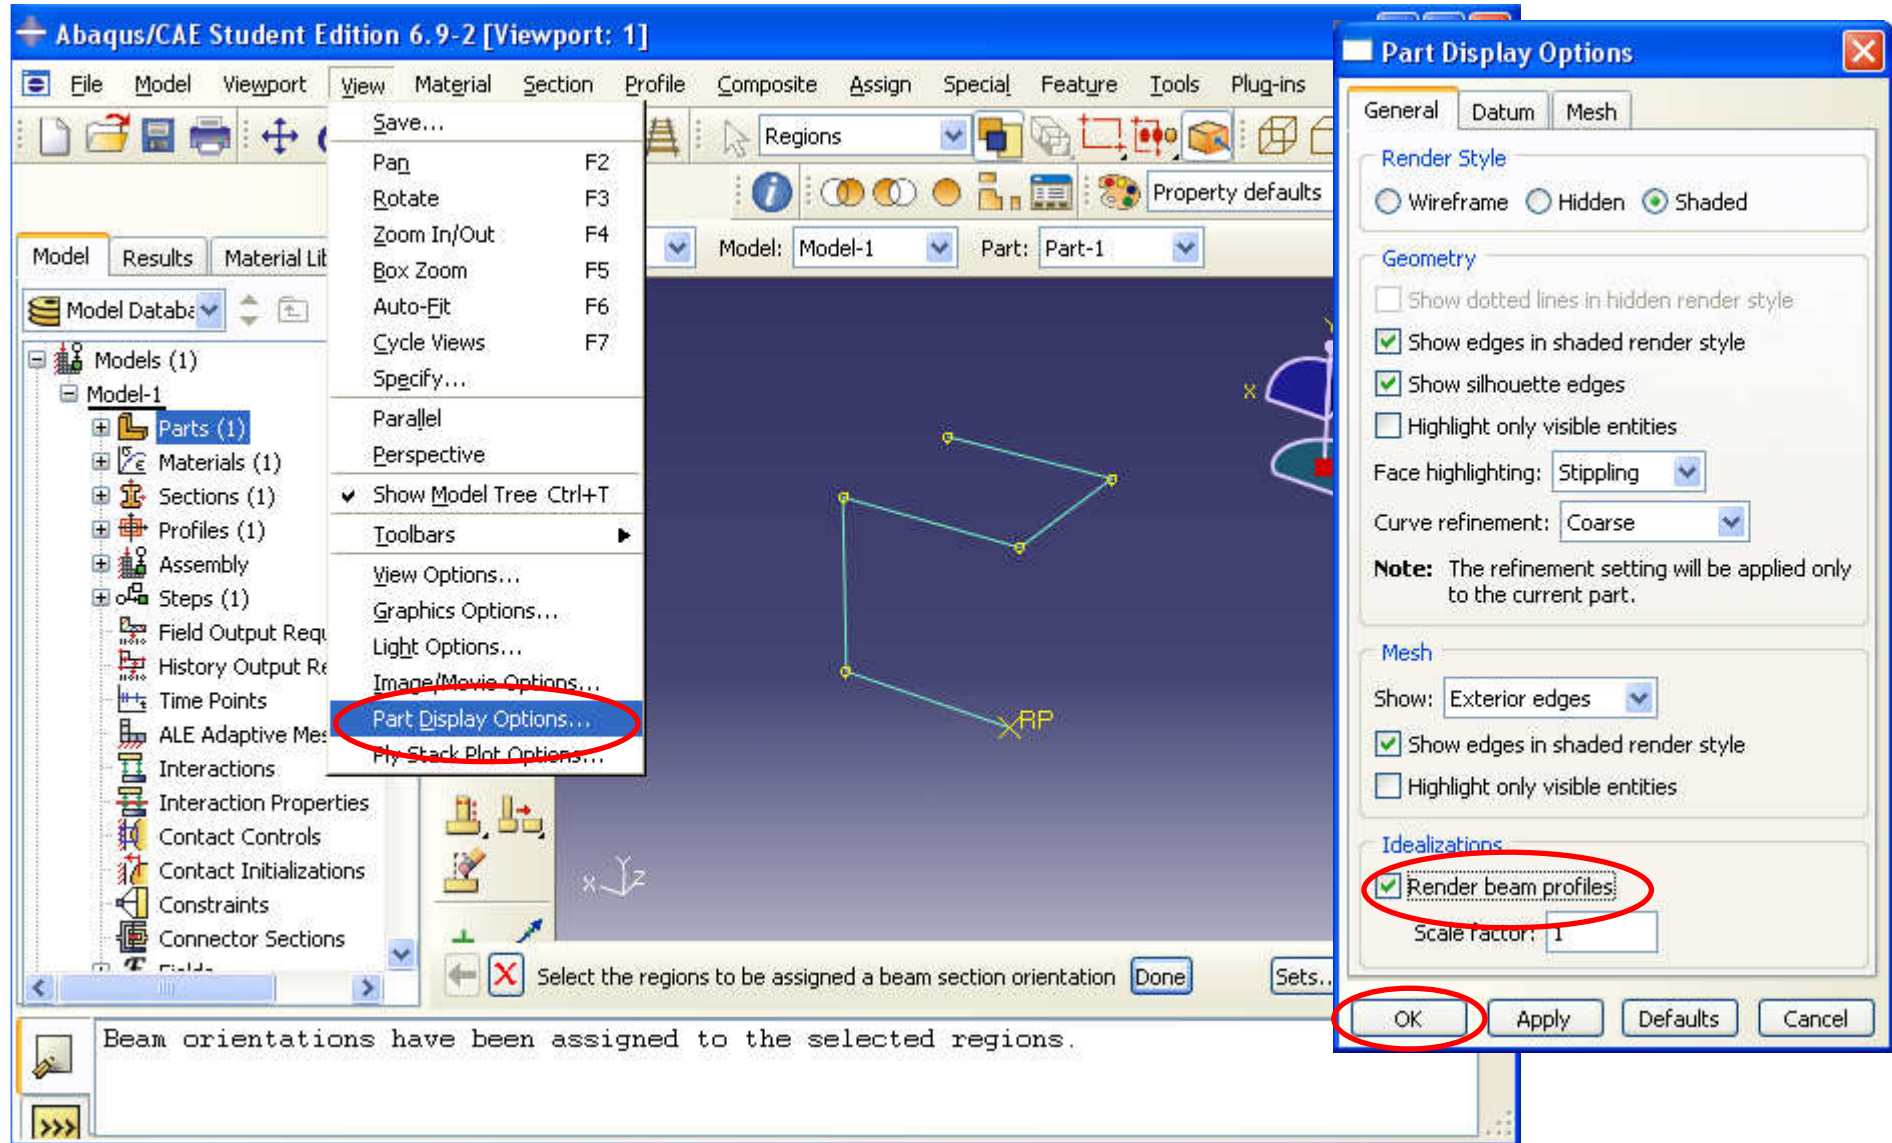 Abaqus/CAE Student Edition 6.9-2 [Viewport: 1]
File Model Viewport View Material Section Profile Composite Assign Special Feature Tools Plug-ins
Regions
Property defaults
Model: Model-1 Part: Part-1
Model Results Material Lib
Model Databa
Models (1)
Model-1
Parts (1)
Materials (1)
Sections (1)
Profiles (1)
Assembly
Steps (1)
Field Output Requ
History Output Re
Time Points
ALE Adaptive Mes
Interactions
Interaction Properties
Contact Controls
Contact Initializations
Constraints
Connector Sections
Save...
Pan F2
Rotate F3
Zoom In/Out F4
Box Zoom F5
Auto-Fit F6
Cycle Views F7
Specify...
Parallel
Perspective
Show Model Tree Ctrl+T
Toolbars
View Options...
Graphics Options...
Light Options...
Image/Movie Options...
Part Display Options...
Ply Stack Plot Options...
Y
X
RP
Y
X
Z
Select the regions to be assigned a beam section orientation Done Sets..
Beam orientations have been assigned to the selected regions.
>>>
Part Display Options
General Datum Mesh
Render Style
Wireframe Hidden Shaded
Geometry
Show dotted lines in hidden render style
Show edges in shaded render style
Show silhouette edges
Highlight only visible entities
Face highlighting: Stippling
Curve refinement: Coarse
Note: The refinement setting will be applied only
to the current part.
Mesh
Show: Exterior edges
Show edges in shaded render style
Highlight only visible entities
Idealizations
Render beam profiles
Scale factor: 1
OK Apply Defaults Cancel